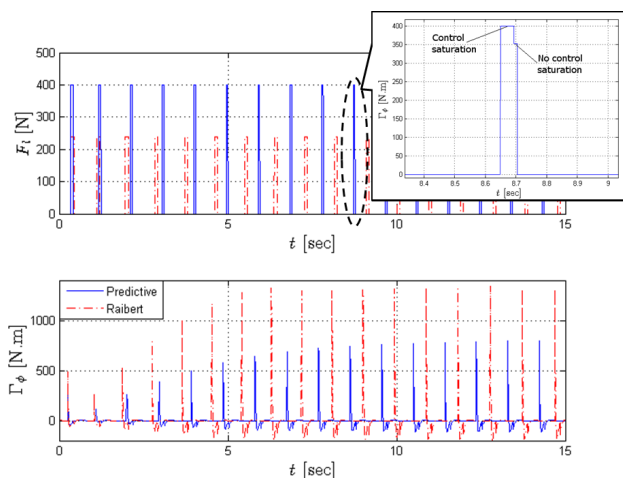 500
400
300
200
100
0
F_l [N]
0
5
10
15
t [sec]
400
350
300
250
200
150
100
50
0
Γ_ϕ [N.m]
Control
saturation
No control
saturation
8.4
8.5
8.6
8.7
8.8
8.9
9
t [sec]
Predictive
Raibert
1000
500
0
Γ_ϕ [N.m]
0
5
10
15
t [sec]